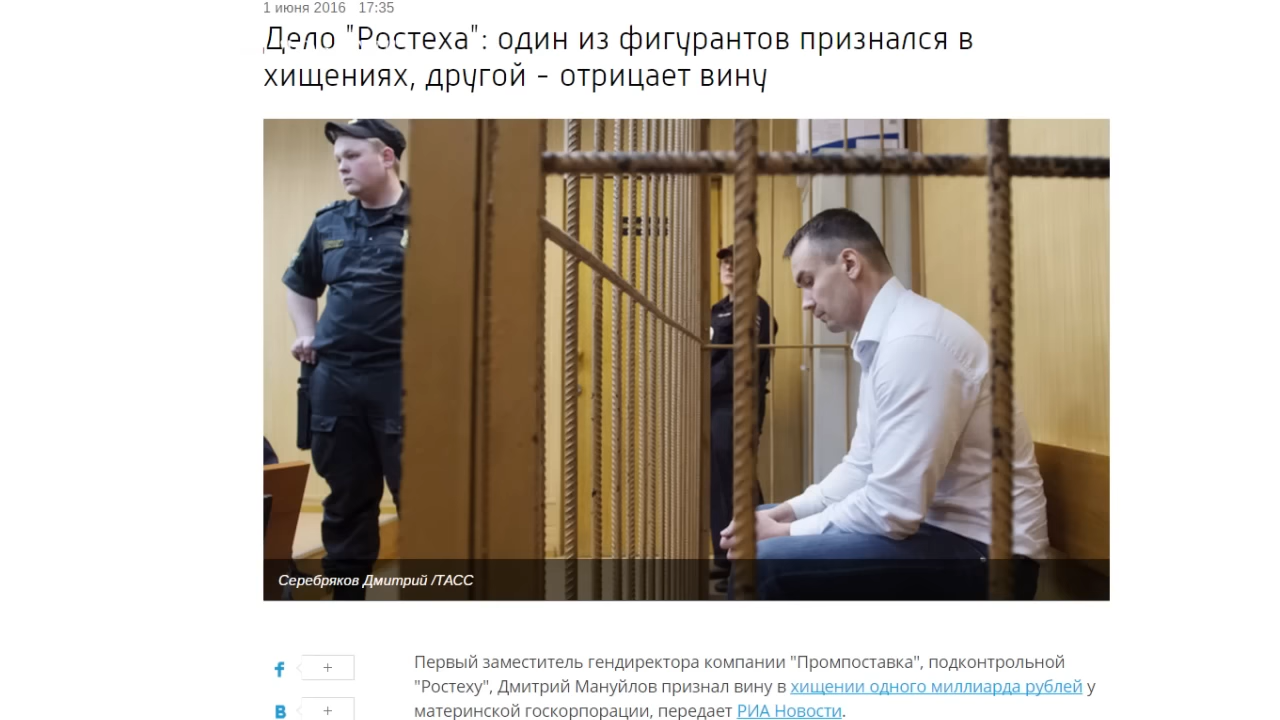 1 июня 2016 17:35
Дело "Ростеха": один из фигурантов признался в
хищениях, другой - отрицает вину
Серебряков Дмитрий /ТАСС
f +
Первый заместитель гендиректора компании "Промпоставка", подконтрольной
"Ростеху", Дмитрий Мануйлов признал вину в хищении одного миллиарда рублей у
B +
материнской госкорпорации, передает РИА Новости.